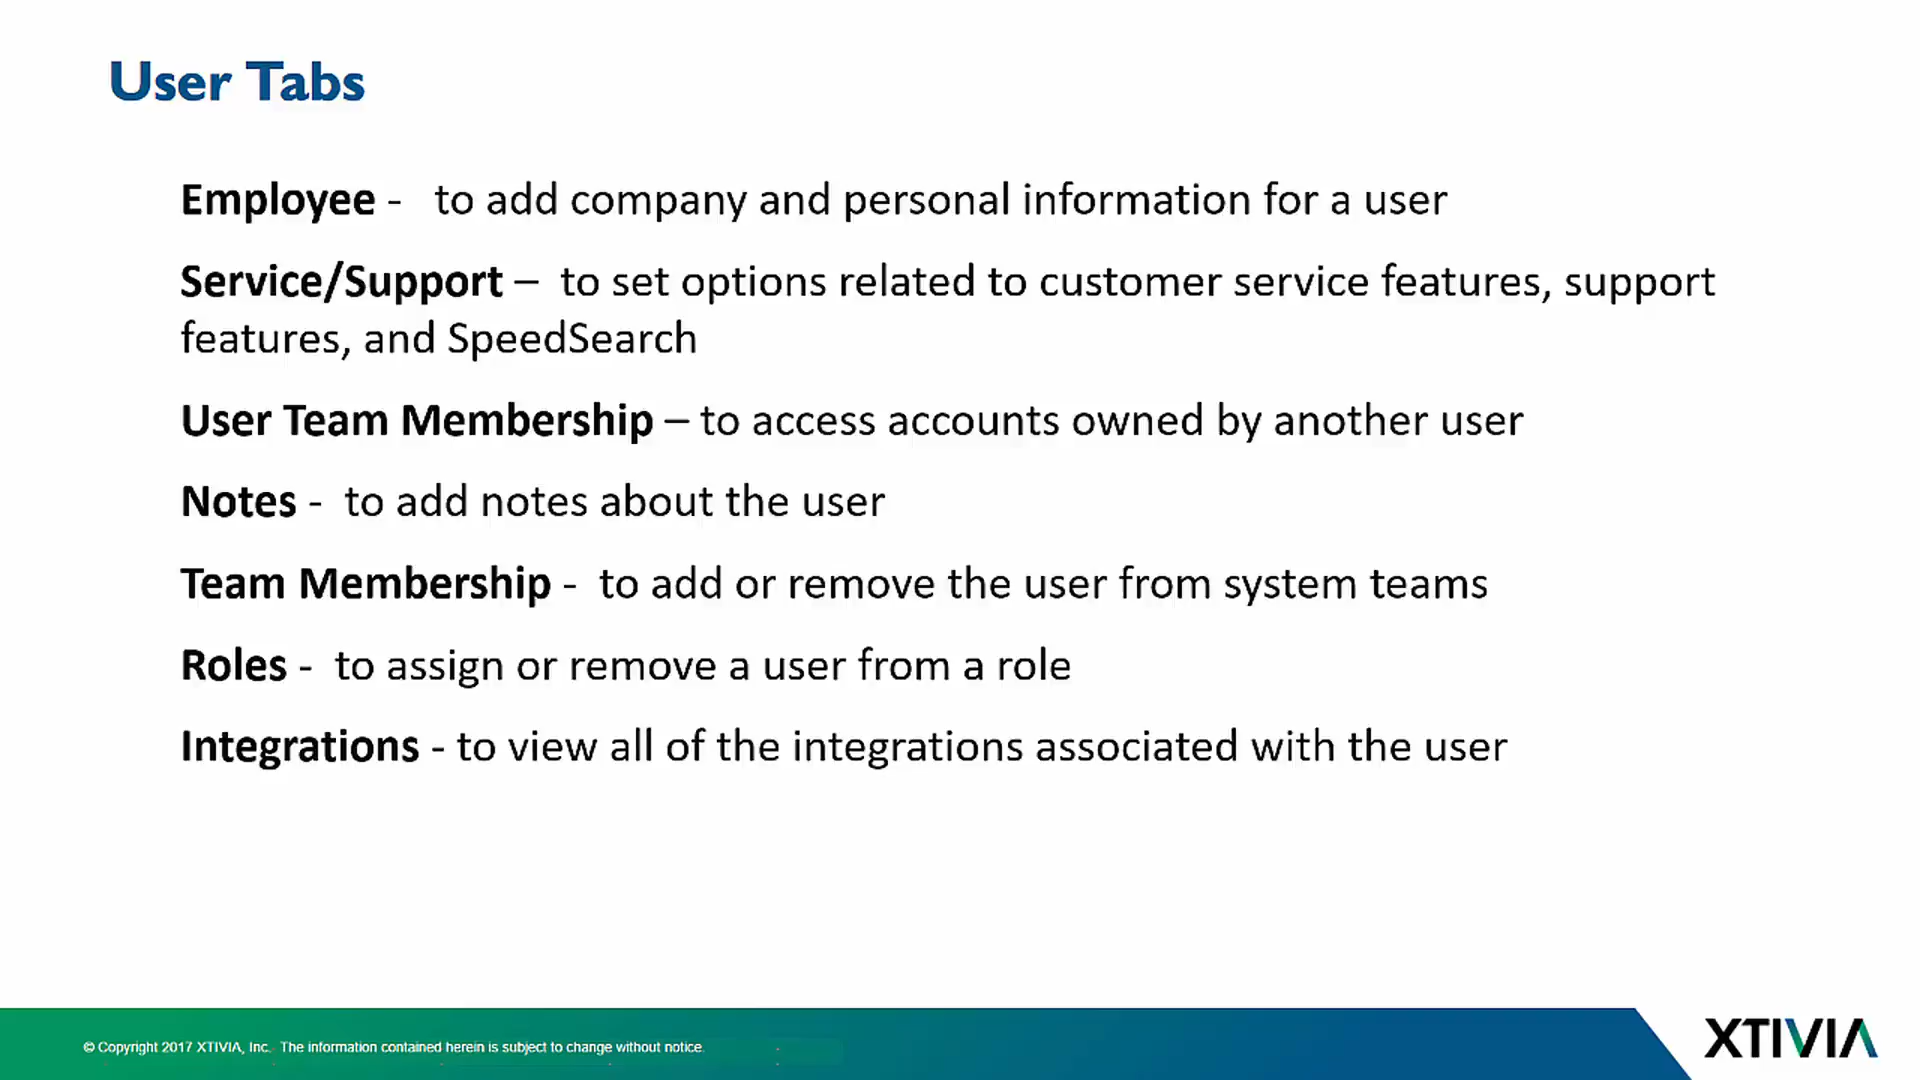 User Tabs
Employee -   to add company and personal information for a user
Service/Support –  to set options related to customer service features, support
features, and SpeedSearch
User Team Membership – to access accounts owned by another user
Notes -  to add notes about the user
Team Membership -  to add or remove the user from system teams
Roles -  to assign or remove a user from a role
Integrations - to view all of the integrations associated with the user
© Copyright 2017 XTIVIA, Inc.  The information contained herein is subject to change without notice.
XTIVIA